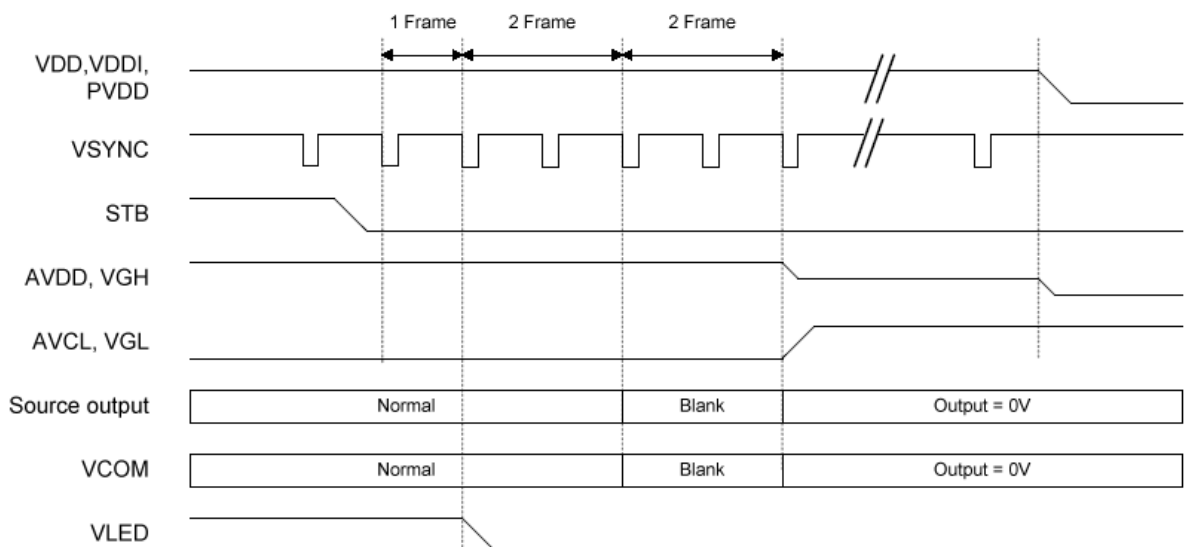 1 Frame 2 Frame 2 Frame
VDD,VDDI,
PVDD
VSYNC
STB
AVDD, VGH
AVCL, VGL
Source output Normal Blank Output = 0V
VCOM Normal Blank Output = 0V
VLED